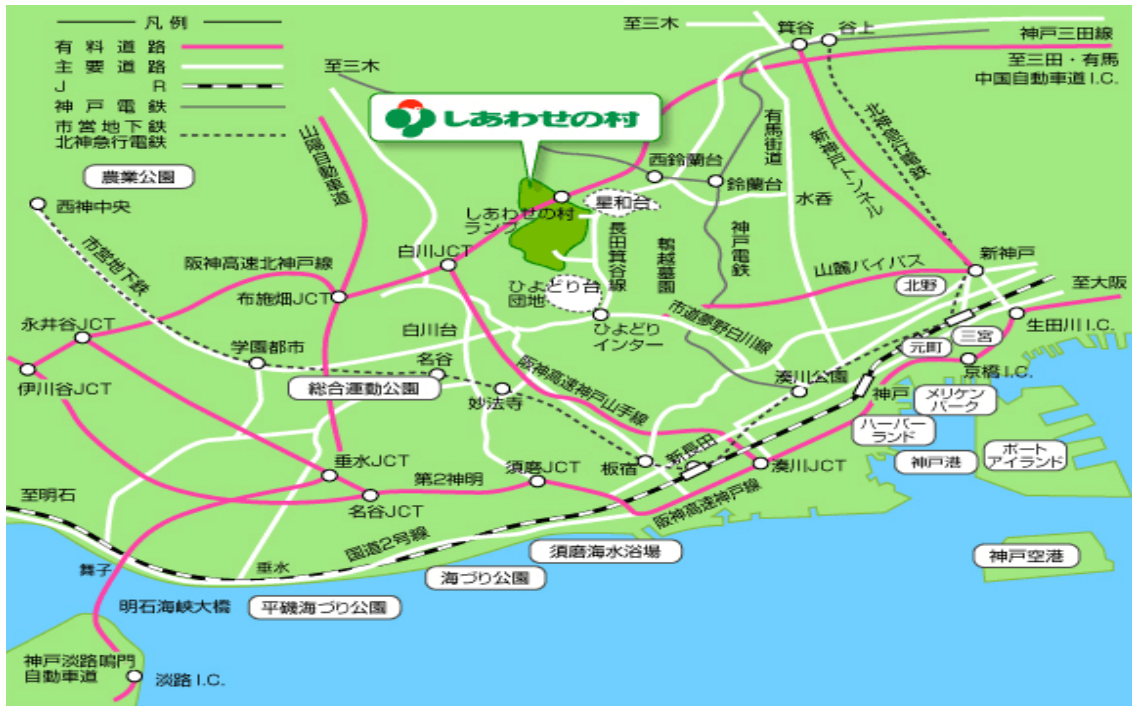 凡例
有料道路
主要道路
JR
神戸電鉄
市営地下鉄
北神急行電鉄
至三木
至三木
箕谷
谷上
神戸三田線
至三田・有馬
中国自動車道I.C.
しあわせの村
山陽自動車道
有馬街道
新神戸トンネル
北神急行電鉄
農業公園
西神中央
市営地下鉄
西鈴蘭台
鈴蘭台
水呑
しあわせの村
ランプ
星和台
長田箕谷線
鵯越墓園
神戸電鉄
白川JCT
阪神高速北神戸線
布施畑JCT
ひよどり台
団地
山麓バイパス
新神戸
北野
至大阪
永井谷JCT
学園都市
白川台
名谷
ひよどり
インター
市道夢野白川線
生田川I.C.
三宮
元町
京橋I.C.
伊川谷JCT
総合運動公園
妙法寺
阪神高速神戸山手線
湊川公園
神戸
メリケン
パーク
ハーバー
ランド
神戸港
ポート
アイランド
垂水JCT
第2神明
須磨JCT
板宿
新長田
湊川JCT
名谷JCT
阪神高速神戸線
至明石
国道2号線
須磨海水浴場
神戸空港
舞子
垂水
海づり公園
明石海峡大橋
平磯海づり公園
神戸淡路鳴門
自動車道
淡路I.C.